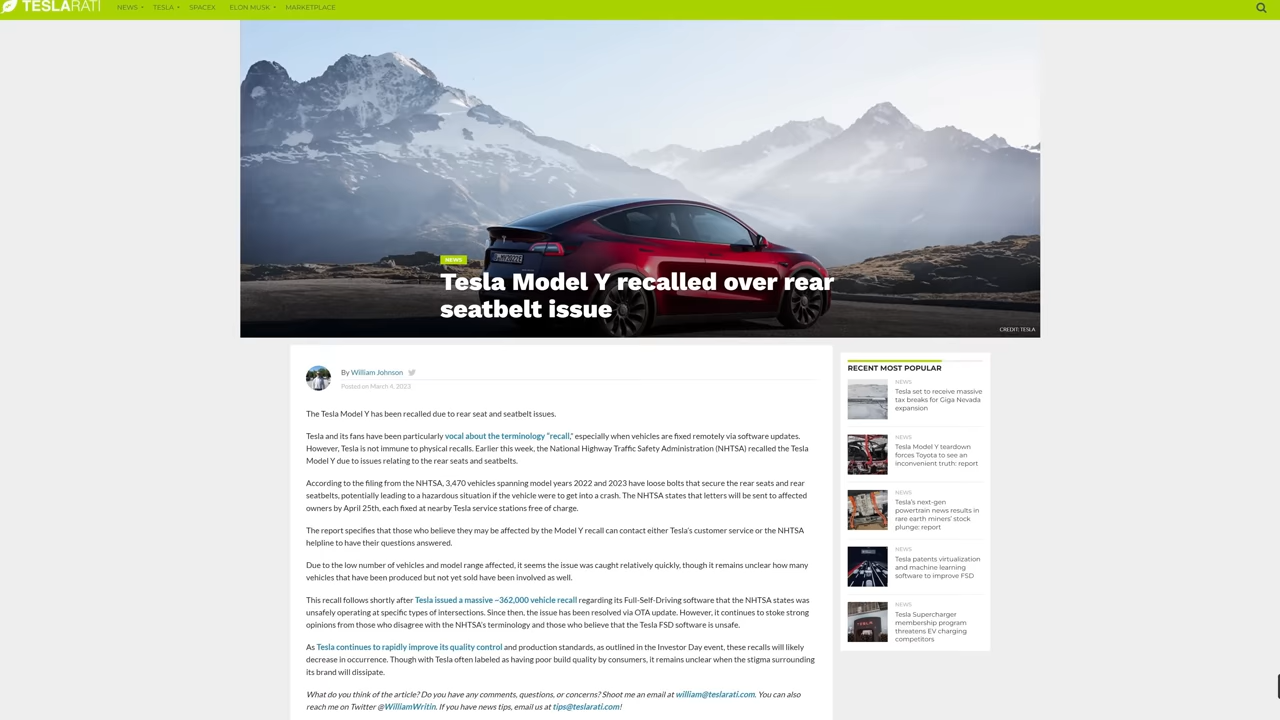 TESLARATI
NEWS
TESLA
SPACEX
ELON MUSK
MARKETPLACE
NEWS
Tesla Model Y recalled over rear
seatbelt issue
CREDIT: TESLA
By William Johnson
Posted on March 4, 2023
The Tesla Model Y has been recalled due to rear seat and seatbelt issues.
Tesla and its fans have been particularly vocal about the terminology "recall," especially when vehicles are fixed remotely via software updates.
However, Tesla is not immune to physical recalls. Earlier this week, the National Highway Traffic Safety Administration (NHTSA) recalled the Tesla
Model Y due to issues relating to the rear seats and seatbelts.
According to the filing from the NHTSA, 3,470 vehicles spanning model years 2022 and 2023 have loose bolts that secure the rear seats and rear
seatbelts, potentially leading to a hazardous situation if the vehicle were to get into a crash. The NHTSA states that letters will be sent to affected
owners by April 25th, each fixed at nearby Tesla service stations free of charge.
The report specifies that those who believe they may be affected by the Model Y recall can contact either Tesla's customer service or the NHTSA
helpline to have their questions answered.
Due to the low number of vehicles and model range affected, it seems the issue was caught relatively quickly, though it remains unclear how many
vehicles that have been produced but not yet sold have been involved as well.
This recall follows shortly after Tesla issued a massive ~362,000 vehicle recall regarding its Full-Self-Driving software that the NHTSA states was
unsafely operating at specific types of intersections. Since then, the issue has been resolved via OTA update. However, it continues to stoke strong
opinions from those who disagree with the NHTSA's terminology and those who believe that the Tesla FSD software is unsafe.
As Tesla continues to rapidly improve its quality control and production standards, as outlined in the Investor Day event, these recalls will likely
decrease in occurrence. Though with Tesla often labeled as having poor build quality by consumers, it remains unclear when the stigma surrounding
its brand will dissipate.
What do you think of the article? Do you have any comments, questions, or concerns? Shoot me an email at william@teslarati.com. You can also
reach me on Twitter @WilliamWritin. If you have news tips, email us at tips@teslarati.com!
RECENT MOST POPULAR
NEWS
Tesla set to receive massive
tax breaks for Giga Nevada
expansion
NEWS
Tesla Model Y teardown
forces Toyota to see an
inconvenient truth: report
NEWS
Tesla's next-gen
powertrain news results in
rare earth miners' stock
plunge: report
NEWS
Tesla patents virtualization
and machine learning
software to improve FSD
NEWS
Tesla Supercharger
membership program
threatens EV charging
competitors